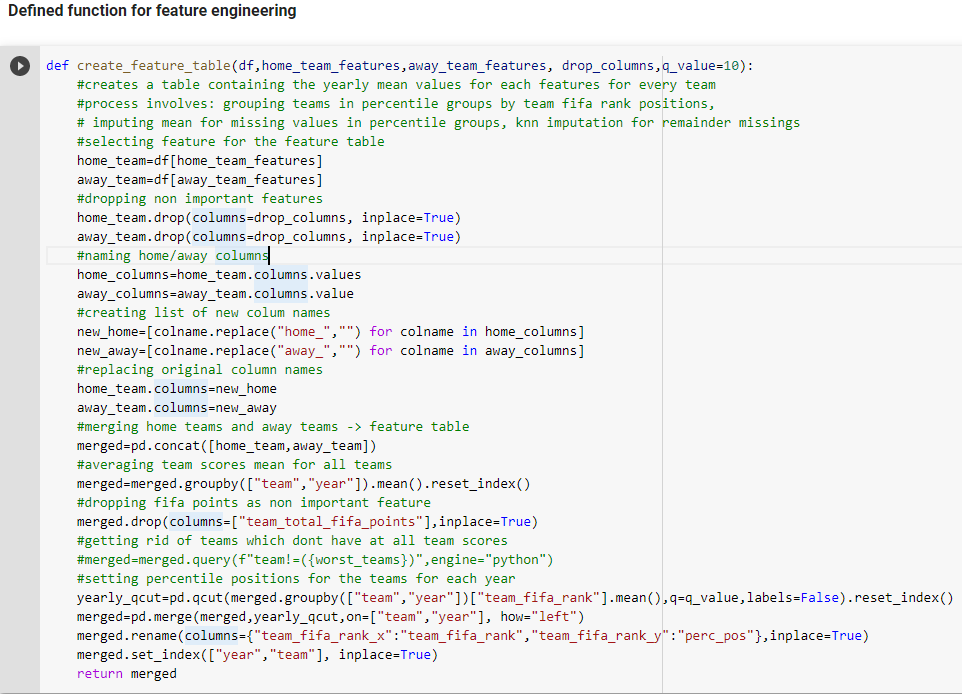 Defined function for feature engineering
def create_feature_table(df,home_team_features,away_team_features, drop_columns,q_value=10):
#creates a table containing the yearly mean values for each features for every team
#process involves: grouping teams in percentile groups by team fifa rank positions,
# imputing mean for missing values in percentile groups, knn imputation for remainder missings
#selecting feature for the feature table
home_team=df[home_team_features]
away_team=df[away_team_features]
#dropping non important features
home_team.drop(columns=drop_columns, inplace=True)
away_team.drop(columns=drop_columns, inplace=True)
#naming home/away columns
home_columns=home_team.columns.values
away_columns=away_team.columns.value
#creating list of new colum names
new_home=[colname.replace("home_","") for colname in home_columns]
new_away=[colname.replace("away_","") for colname in away_columns]
#replacing original column names
home_team.columns=new_home
away_team.columns=new_away
#merging home teams and away teams -> feature table
merged=pd.concat([home_team,away_team])
#averaging team scores mean for all teams
merged=merged.groupby(["team","year"]).mean().reset_index()
#dropping fifa points as non important feature
merged.drop(columns=["team_total_fifa_points"],inplace=True)
#getting rid of teams which dont have at all team scores
#merged=merged.query(f"team!=({worst_teams})",engine="python")
#setting percentile positions for the teams for each year
yearly_qcut=pd.qcut(merged.groupby(["team","year"])["team_fifa_rank"].mean(),q=q_value,labels=False).reset_index()
merged=pd.merge(merged,yearly_qcut,on=["team","year"], how="left")
merged.rename(columns={"team_fifa_rank_x":"team_fifa_rank","team_fifa_rank_y":"perc_pos"},inplace=True)
merged.set_index(["year","team"], inplace=True)
return merged